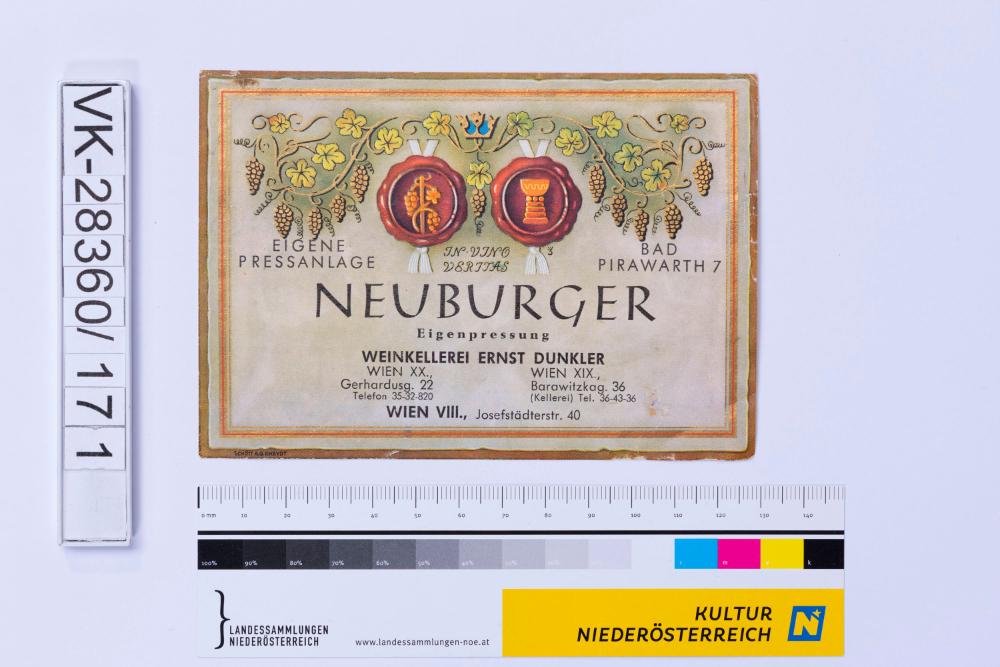 VK-28360/171
EIGENE
PRESSANLAGE
IN·VINO
VERITAS
3
BAD
PIRAWARTH 7
NEUBURGER
Eigenpressung
WEINKELLEREI ERNST DUNKLER
WIEN XX.,
Gerhardusg. 22
Telefon 35-32-820
WIEN XIX.,
Barawitzkag. 36
(Kellerei) Tel. 36-43-36
WIEN VIII., Josefstädterstr. 40
0 mm 10 20 30 40 50 60 70 80 90 100 110 120 130 140
100% 90% 80% 70% 60% 50% 40% 30% 20% 10% c m y k
LANDESSAMMLUNGEN
NIEDERÖSTERREICH
www.landessammlungen-noe.at
KULTUR
NIEDERÖSTERREICH
N